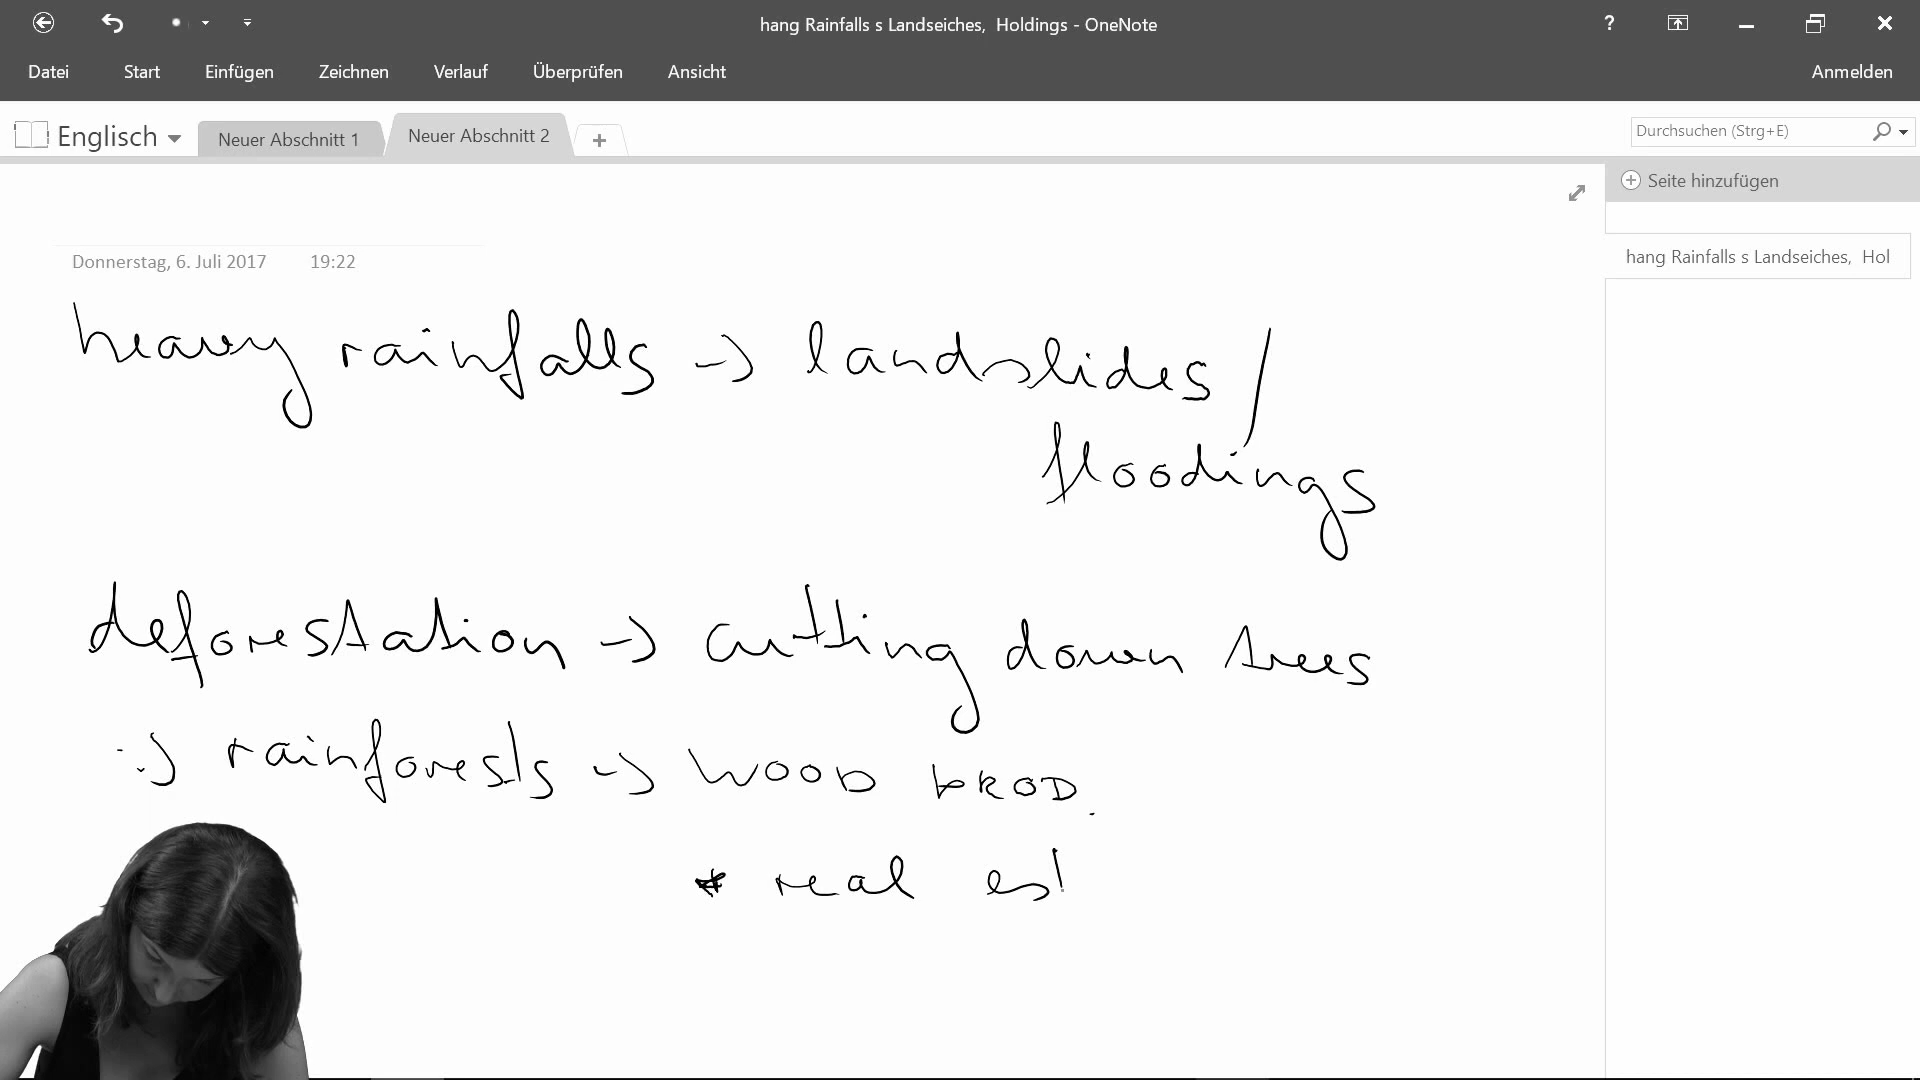 hang Rainfalls s Landseiches, Holdings - OneNote
?
Datei Start Einfügen Zeichnen Verlauf Überprüfen Ansicht Anmelden
Englisch Neuer Abschnitt 1 Neuer Abschnitt 2 +
Durchsuchen (Strg+E)
Seite hinzufügen
hang Rainfalls s Landseiches, Hol
Donnerstag, 6. Juli 2017 19:22
heavy rainfalls -> landslides /
floodings
deforestation -> cutting down trees
:-> rainforests -> WOOD PROD.
* real est